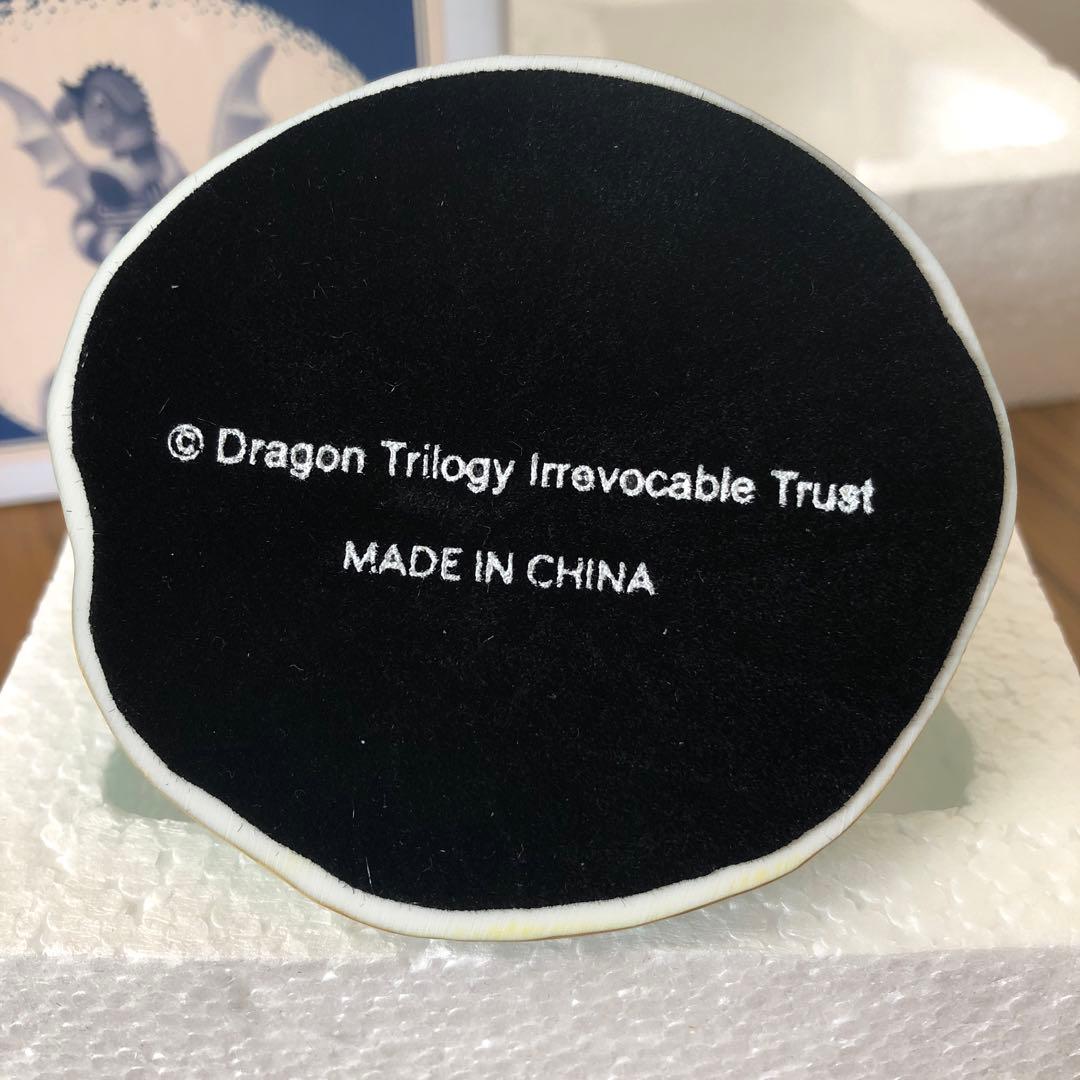 © Dragon Trilogy Irrevocable Trust
MADE IN CHINA